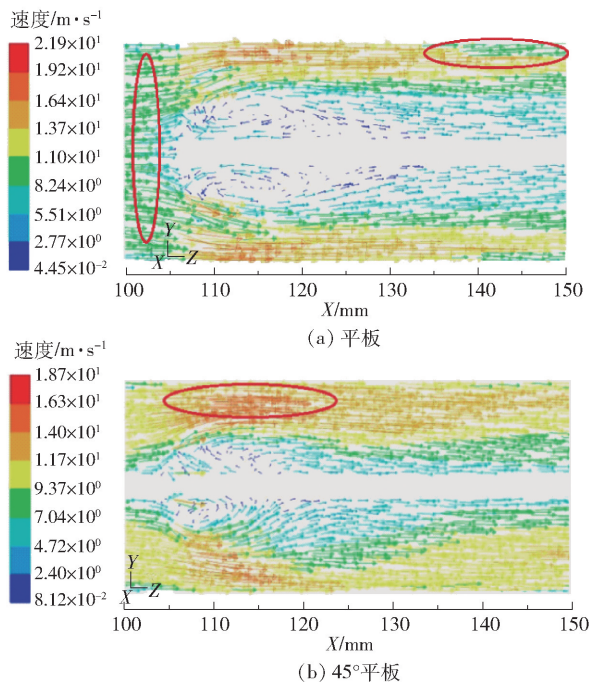 速度/m·s⁻¹
2.19×10¹
1.92×10¹
1.64×10¹
1.37×10¹
1.10×10¹
8.24×10⁰
5.51×10⁰
2.77×10⁰
4.45×10⁻²
Y
X Z
100 110 120 130 140 150
X/mm
(a) 平板
速度/m·s⁻¹
1.87×10¹
1.63×10¹
1.40×10¹
1.17×10¹
9.37×10⁰
7.04×10⁰
4.72×10⁰
2.40×10⁰
8.12×10⁻²
Y
X Z
100 110 120 130 140 150
X/mm
(b) 45°平板